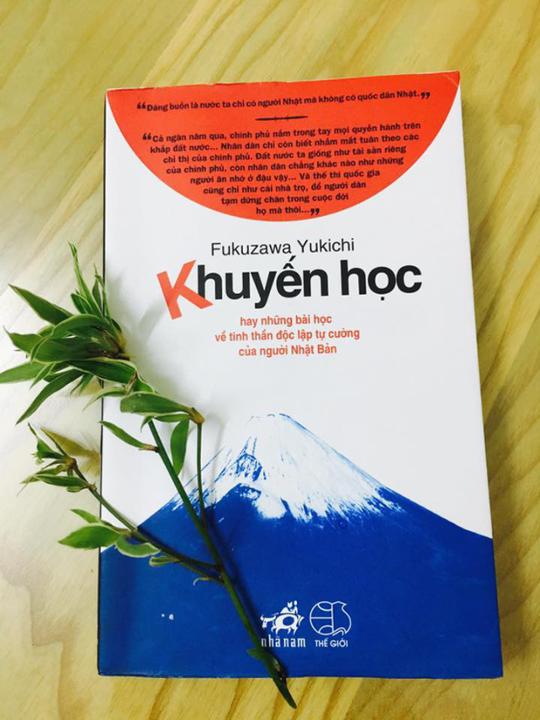 ❝Đáng buồn là nước ta chỉ có người Nhật mà không có quốc dân Nhật.❞
❝Cả ngàn năm qua, chính phủ nắm trong tay mọi quyền hành trên
khắp đất nước... Nhân dân chỉ còn biết nhắm mắt tuân theo các
chỉ thị của chính phủ. Đất nước ta giống như tài sản riêng
của chính phủ, còn nhân dân chẳng khác nào như những
người ăn nhờ ở đậu vậy... Và thế thì quốc gia
cũng chỉ như cái nhà trọ, để người dân
tạm dừng chân trong cuộc đời
họ mà thôi...❞
Fukuzawa Yukichi
Khuyến học
hay những bài học
về tinh thần độc lập tự cường
của người Nhật Bản
nhã nam
THẾ GIỚI